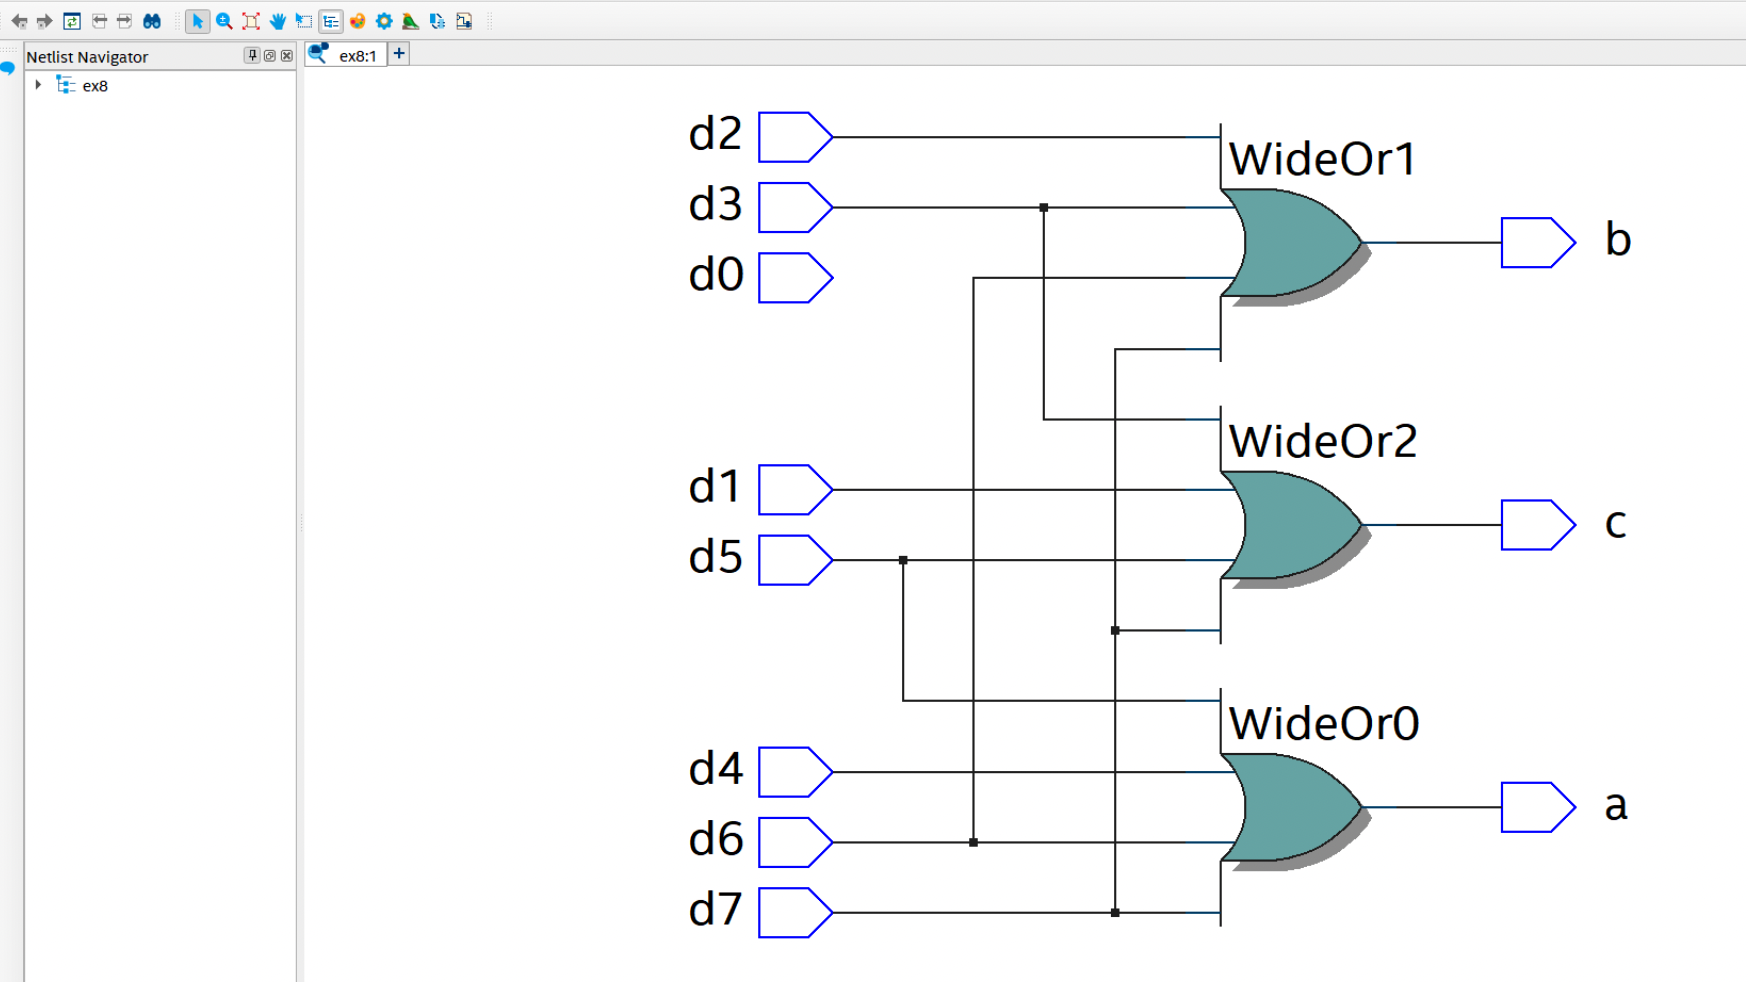 Netlist Navigator
ex8:1
ex8
d2
WideOr1
d3
b
d0
WideOr2
d1
c
d5
WideOr0
d4
a
d6
d7